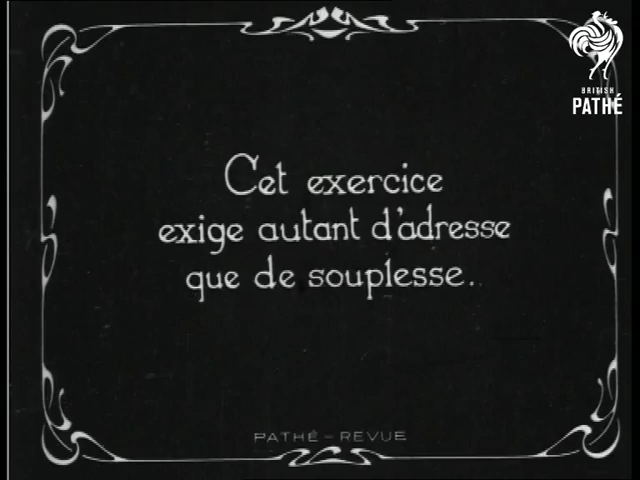 BRITISH
PATHÉ
Cet exercice
exige autant d'adresse
que de souplesse..
PATHÉ-REVUE